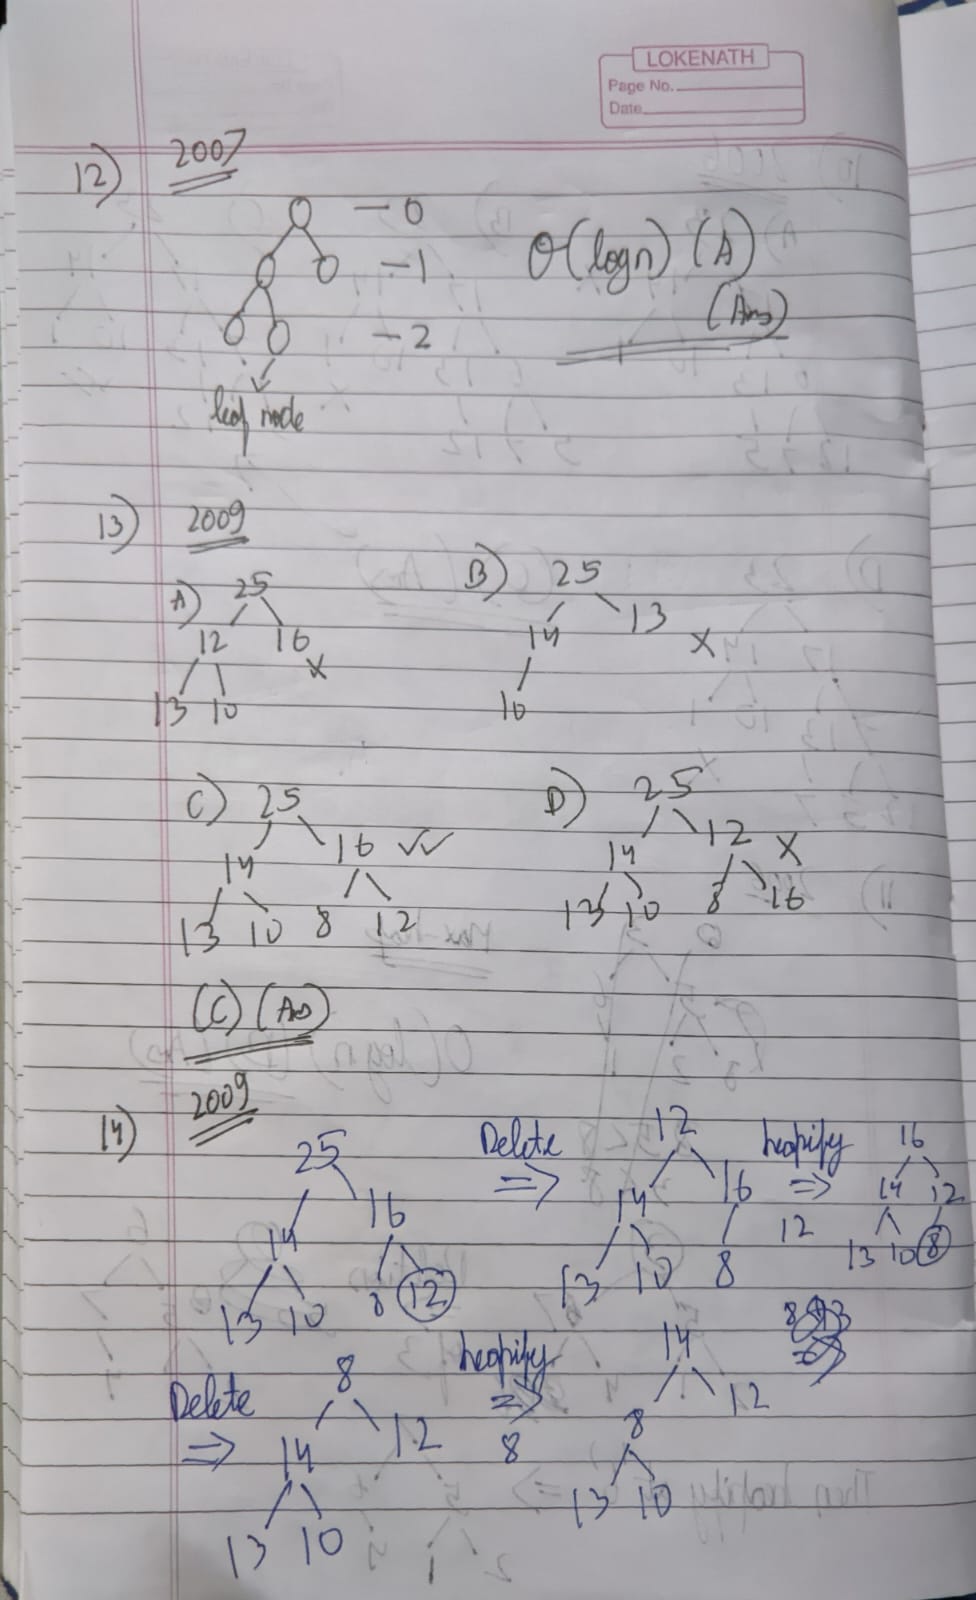 LOKENATH
Page No.
Date
12) 2007
- 0
- 1
- 2
leaf node
Θ(logn) (A)
(Ans)
13) 2009
A) 25
12 16
13 10
X
B) 25
14 13
10
X
C) 25
14 16 ✓✓
13 10 8 12
D) 25
14 12 X
13 10 8 16
(C) (Ans)
14) 2009
25
14 16
13 10 8 12
Delete
⇒
12
14 16
13 10 8
heapify
⇒
12
16
14 12
13 10 8
Delete
⇒
8
14 12
13 10
heapify
⇒
8
14
8 12
13 10